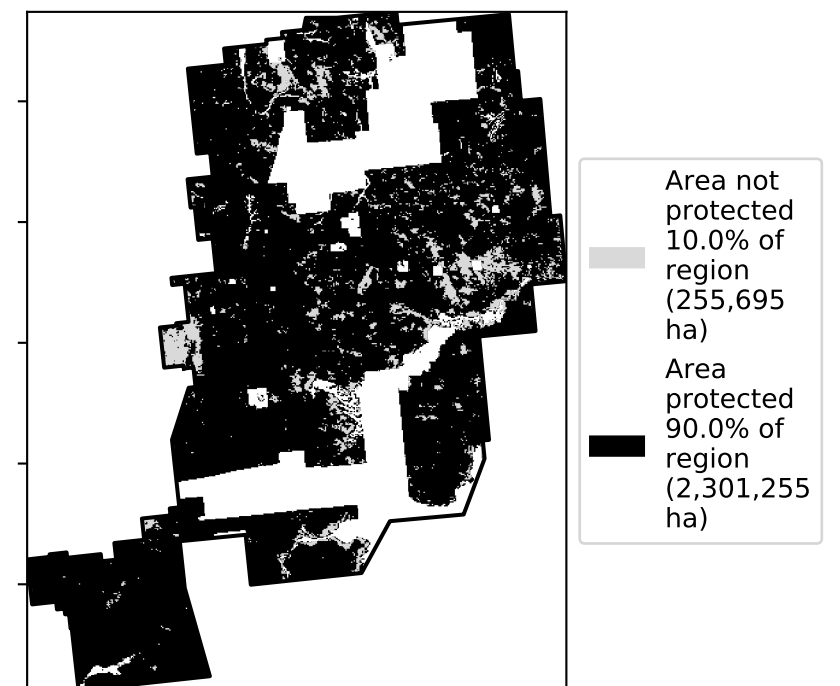 Area not
protected
10.0% of
region
(255,695
ha)
Area
protected
90.0% of
region
(2,301,255
ha)